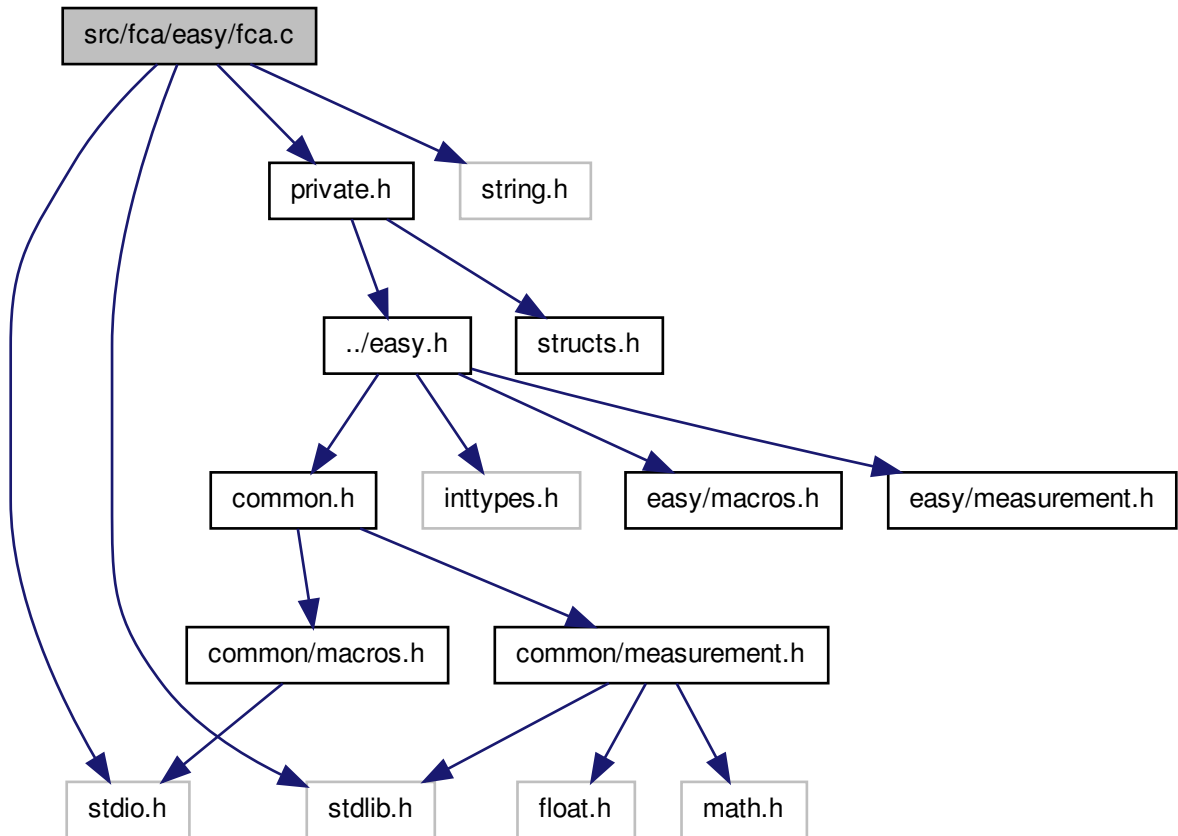 src/fca/easy/fca.c
private.h
string.h
../easy.h
structs.h
common.h
inttypes.h
easy/macros.h
easy/measurement.h
common/macros.h
common/measurement.h
stdio.h
stdlib.h
float.h
math.h